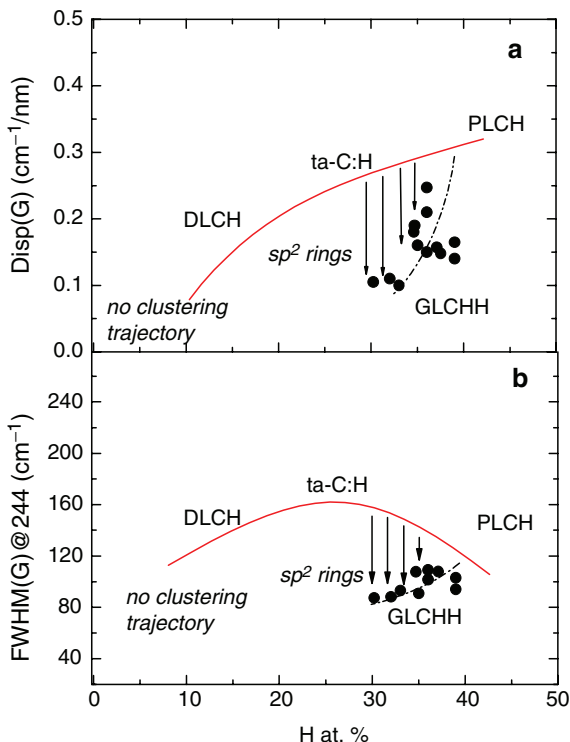 0.5
a
0.4
PLCH
0.3
ta-C:H
DLCH
0.2
sp² rings
0.1
GLCHH
no clustering
trajectory
0.0
Disp(G) (cm⁻¹/nm)
b
240
200
ta-C:H
160
DLCH
PLCH
120
sp² rings
no clustering
trajectory
80
GLCHH
40
FWHM(G)@244 (cm⁻¹)
0 10 20 30 40 50
H at. %